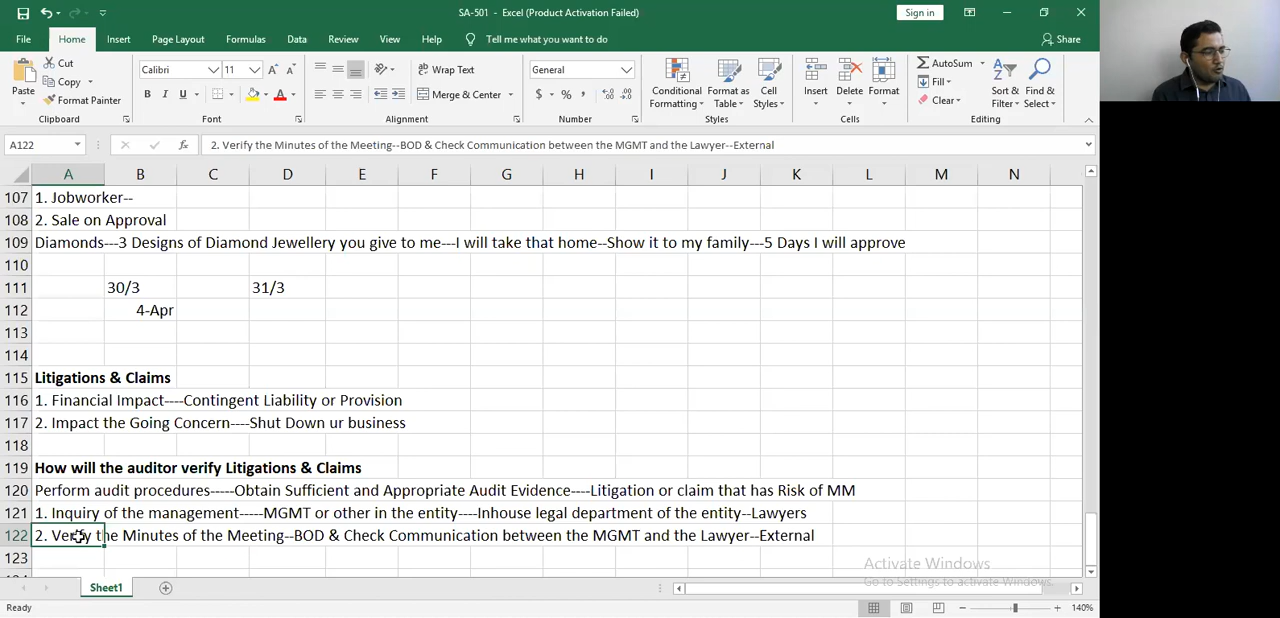 SA-501 - Excel (Product Activation Failed)
Sign in
File Home Insert Page Layout Formulas Data Review View Help Tell me what you want to do Share
Paste Cut Copy Format Painter Clipboard
Calibri 11 B I U Font
Wrap Text Merge & Center Alignment
General $ % , Number
Conditional Formatting Format as Table Cell Styles Styles
Insert Delete Format Cells
AutoSum Fill Clear Sort & Filter Find & Select Editing
A122 fx 2. Verify the Minutes of the Meeting--BOD & Check Communication between the MGMT and the Lawyer--External
A B C D E F G H I J K L M N
107 1. Jobworker--
108 2. Sale on Approval
109 Diamonds---3 Designs of Diamond Jewellery you give to me---I will take that home--Show it to my family---5 Days I will approve
110
111 30/3 31/3
112 4-Apr
113
114
115 Litigations & Claims
116 1. Financial Impact----Contingent Liability or Provision
117 2. Impact the Going Concern----Shut Down ur business
118
119 How will the auditor verify Litigations & Claims
120 Perform audit procedures-----Obtain Sufficient and Appropriate Audit Evidence----Litigation or claim that has Risk of MM
121 1. Inquiry of the management-----MGMT or other in the entity----Inhouse legal department of the entity--Lawyers
122 2. Verify the Minutes of the Meeting--BOD & Check Communication between the MGMT and the Lawyer--External
123
Activate Windows
Go to Settings to activate Windows.
Sheet1
Ready 140%